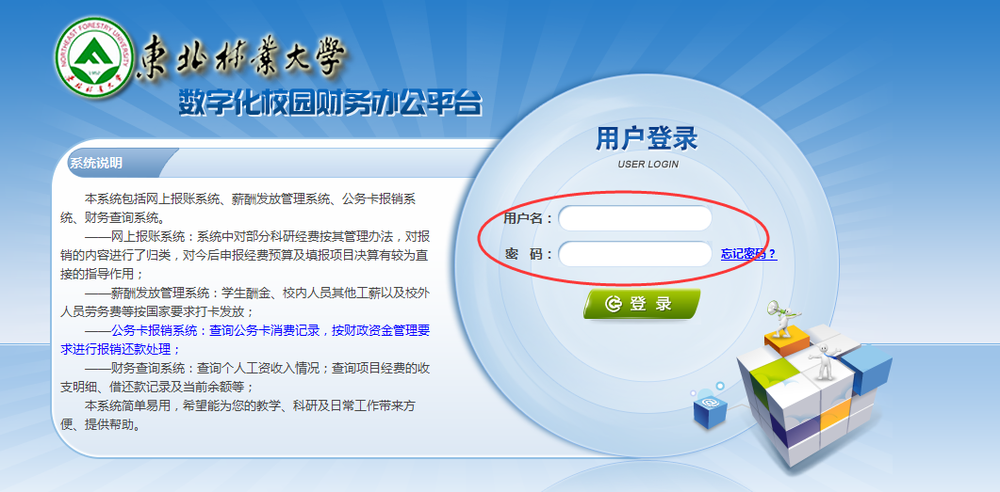 NORTHEAST FORESTRY UNIVERSITY
1952
東北林業大學
数字化校园财务办公平台
系统说明
本系统包括网上报账系统、薪酬发放管理系统、公务卡报销系
统、财务查询系统。
——网上报账系统：系统中对部分科研经费按其管理办法，对报
销的内容进行了归类，对今后申报经费预算及填报项目决算有较为直
接的指导作用；
——薪酬发放管理系统：学生酬金、校内人员其他工薪以及校外
人员劳务费等按国家要求打卡发放；
——公务卡报销系统：查询公务卡消费记录，按财政资金管理要
求进行报销还款处理；
——财务查询系统：查询个人工资收入情况；查询项目经费的收
支明细、借还款记录及当前余额等；
本系统简单易用，希望能为您的教学、科研及日常工作带来方
便、提供帮助。
用户登录
USER LOGIN
用户名：
密 码：
忘记密码？
登 录
@